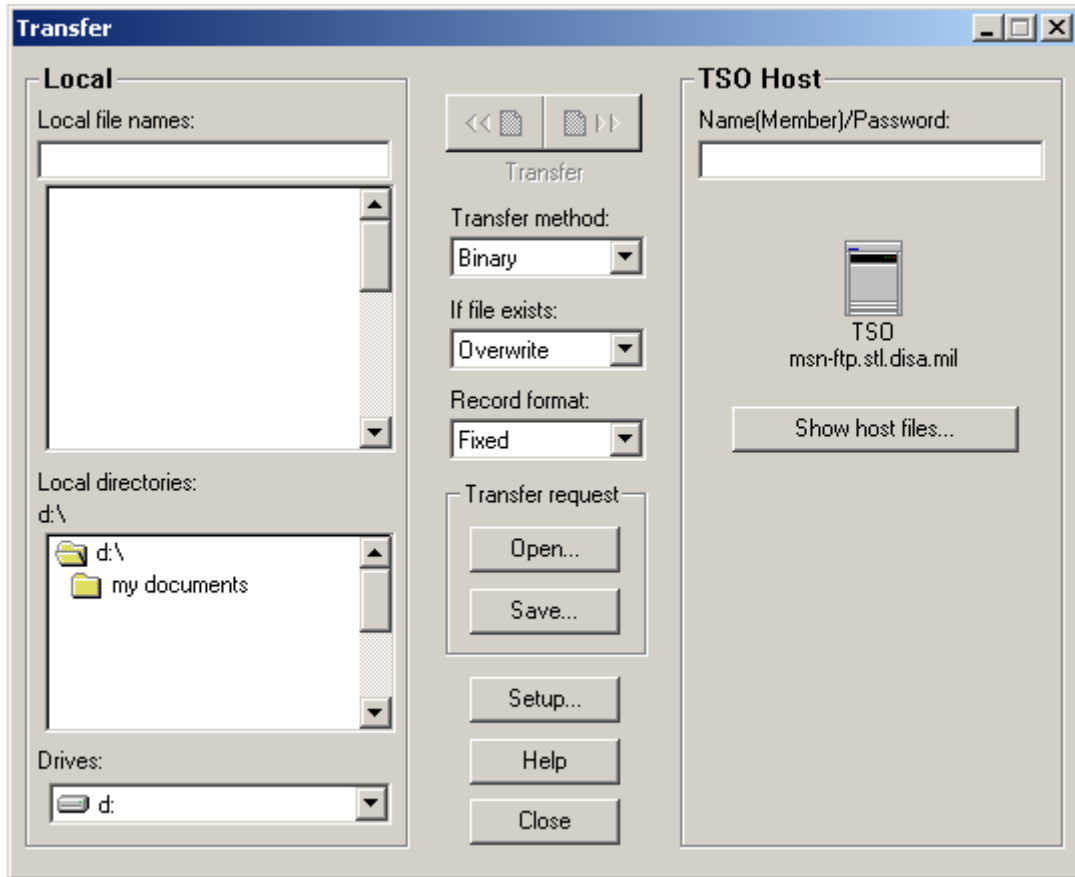 Transfer
Local
Local file names:
Local directories:
d:\
d:\
my documents
Drives:
d:
Transfer
Transfer method:
Binary
If file exists:
Overwrite
Record format:
Fixed
Transfer request
Open...
Save...
Setup...
Help
Close
TSO Host
Name(Member)/Password:
TSO
msn-ftp.stl.disa.mil
Show host files...